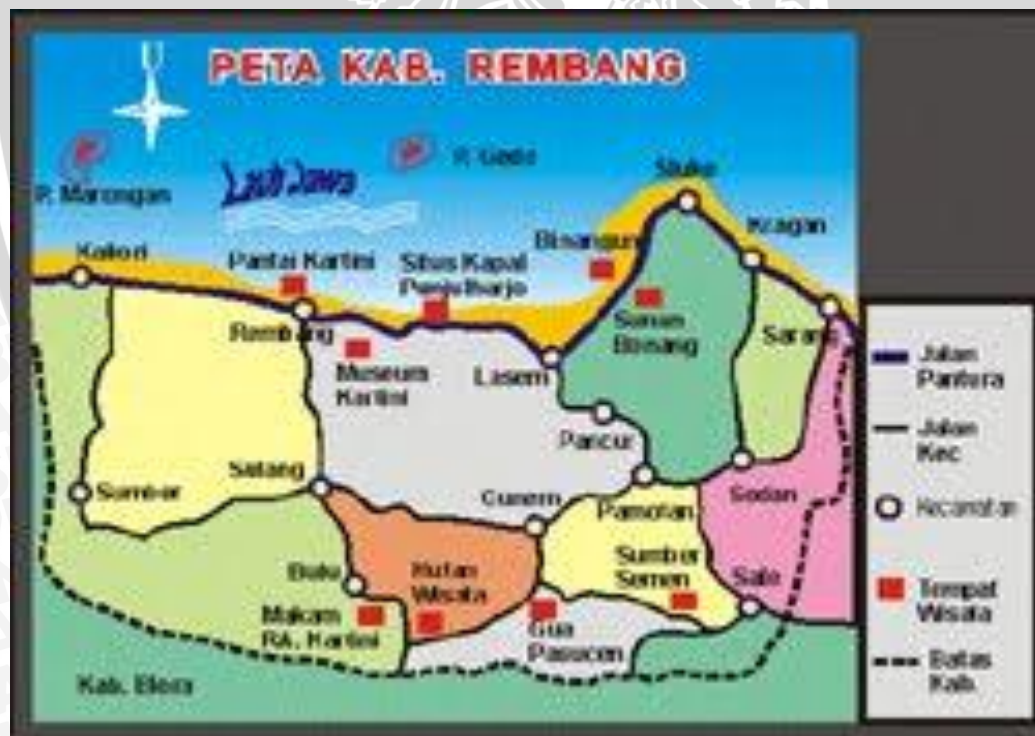 U
PETA KAB. REMBANG
P. Marongan
Laut Jawa
P. Gede
Sluke
Kragan
Kaliori
Pantai Kartini
Situs Kapal
Punjulharjo
Binangun
Sunan
Bonang
Sarang
Rembang
Museum
Kartini
Lasem
Pancur
Sulang
Sumber
Gunem
Pamotan
Sedan
Bulu
Hutan
Wisata
Sumber
Semen
Sale
Makam
RA. Kartini
Gua
Pasucen
Kab. Blora
Jalan
Pantura
Jalan
Kec
Kecamatan
Tempat
Wisata
Batas
Kab.